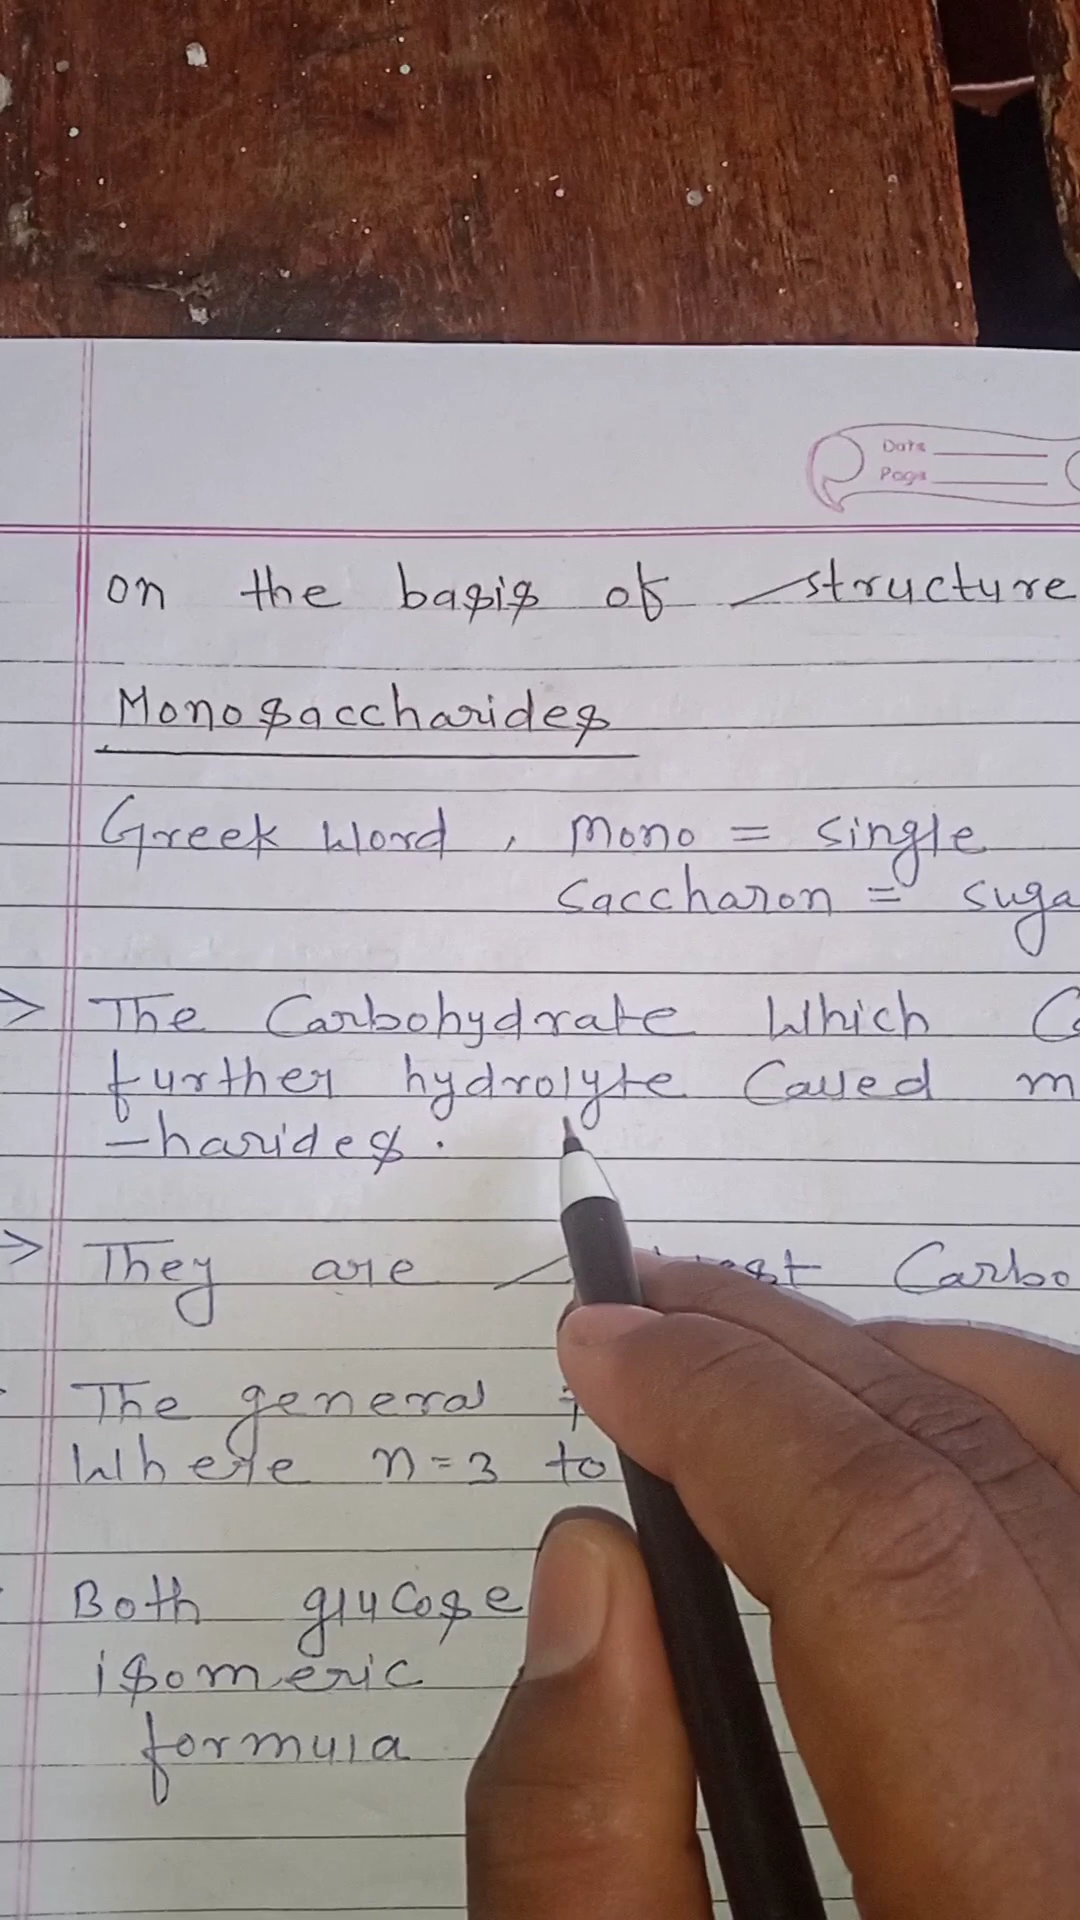 Date
Page
on the basis of structure
Monosaccharides
Greek Word, Mono = Single
Saccharon = suga
→ The Carbohydrate Which
further hydrolyte Called m
-harides.
→ They are Carbo
The general
Where n=3 to
Both glucose
isomeric
formula